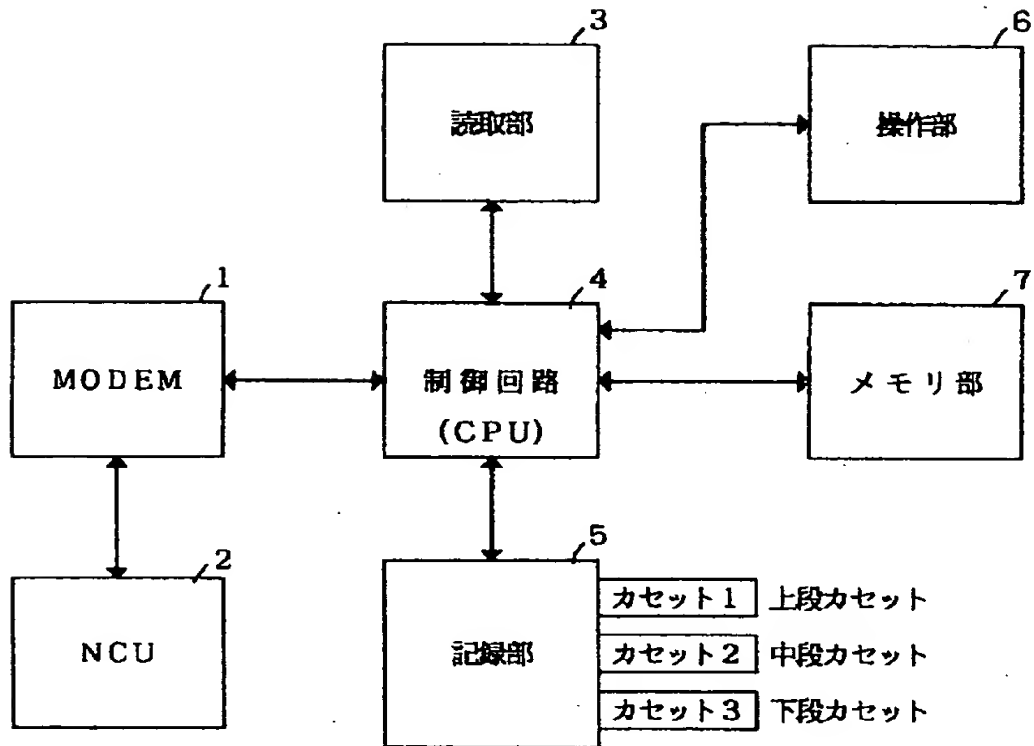 3
読取部
6
操作部
1
MODEM
4
制御回路
(CPU)
7
メモリ部
2
NCU
5
記録部
カセット1 上段カセット
カセット2 中段カセット
カセット3 下段カセット